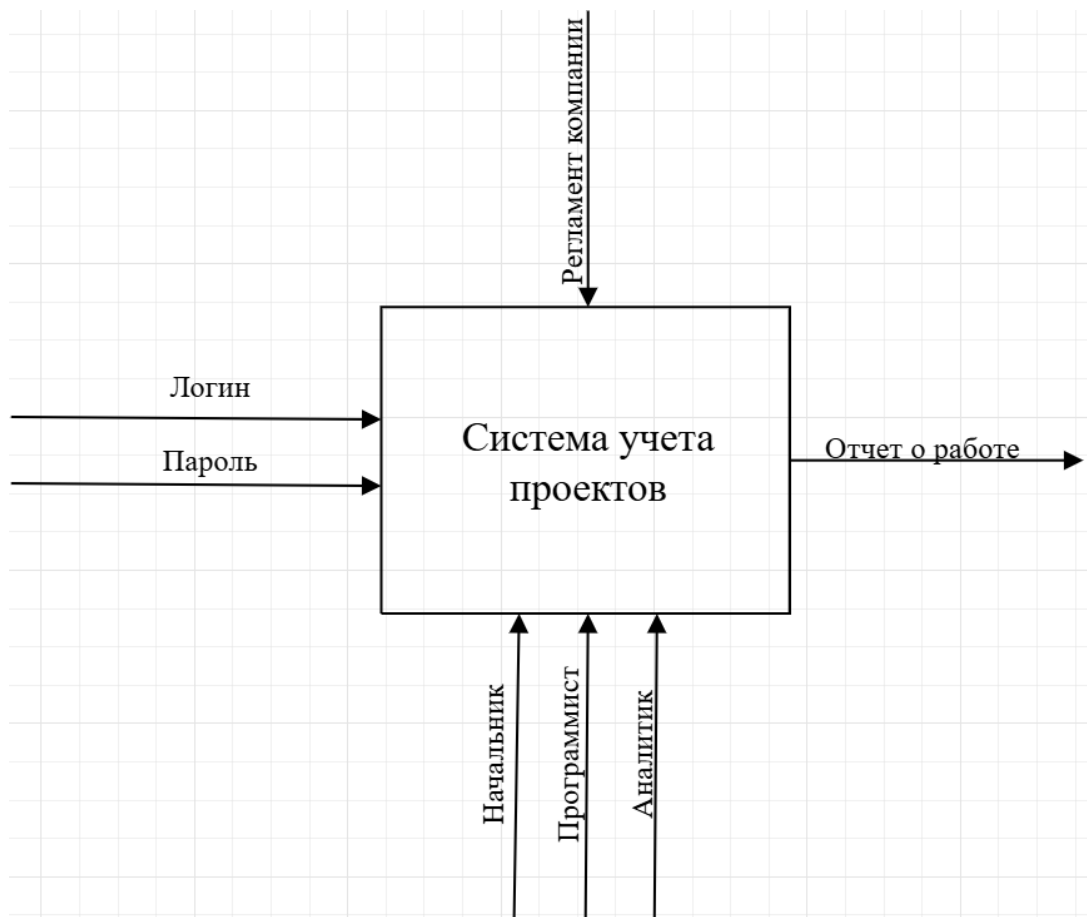 Регламент компании
Логин
Пароль
Система учета
проектов
Отчет о работе
Начальник
Программист
Аналитик